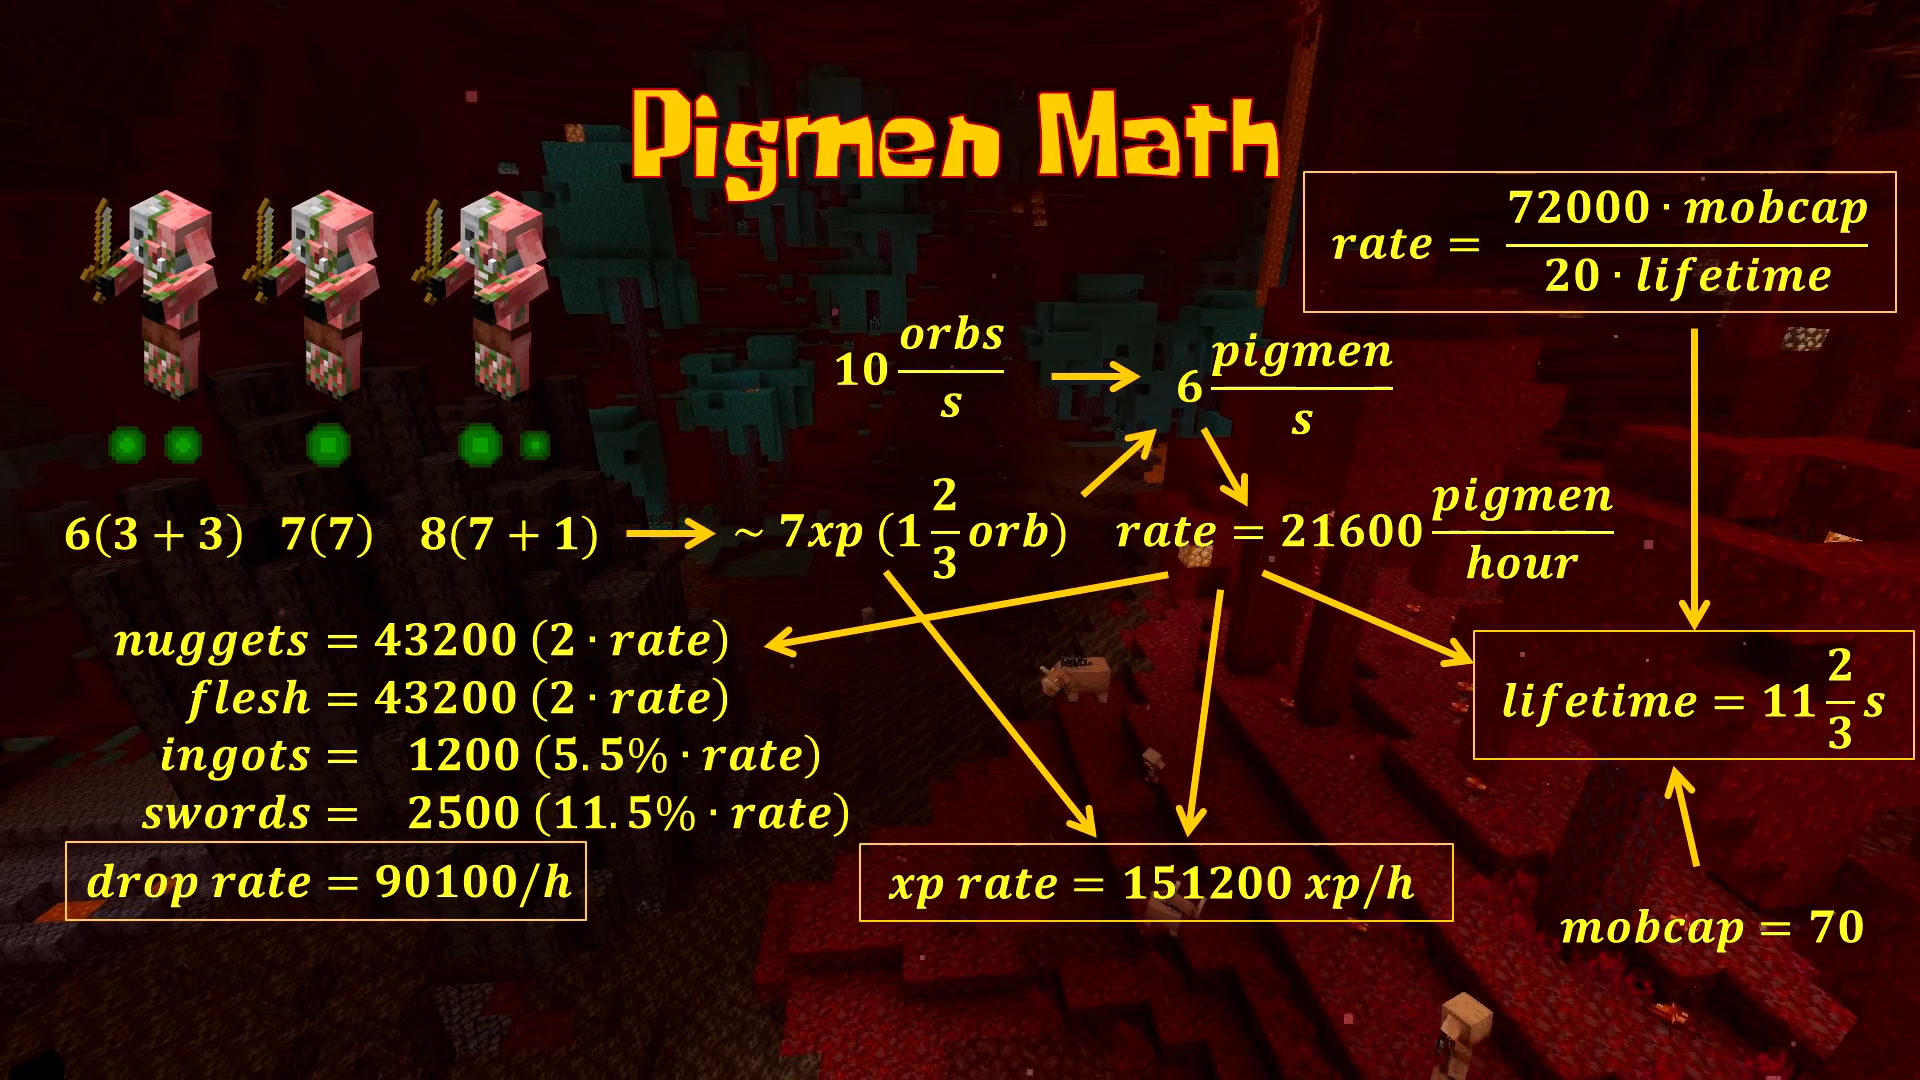 Pigmen Math
rate = 72000 · mobcap / 20 · lifetime
10 orbs / s
6 pigmen / s
6(3 + 3) 7(7) 8(7 + 1)
~ 7xp (1 2/3 orb)
rate = 21600 pigmen / hour
nuggets = 43200 (2 · rate)
flesh = 43200 (2 · rate)
ingots = 1200 (5.5% · rate)
swords = 2500 (11.5% · rate)
lifetime = 11 2/3 s
drop rate = 90100/h
xp rate = 151200 xp/h
mobcap = 70